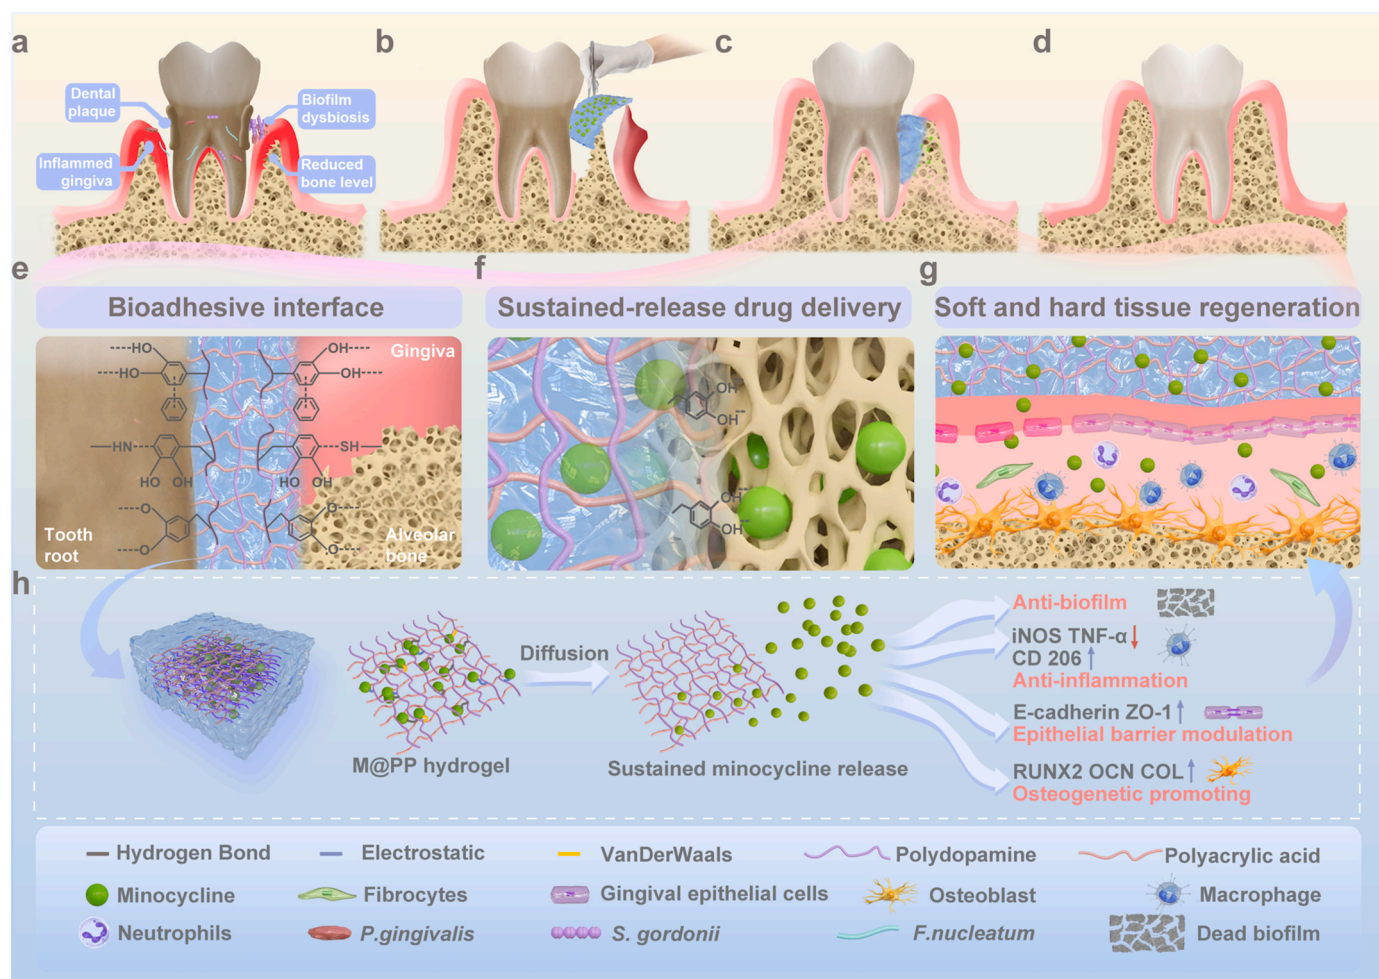 a
b
c
d
Dental
plaque
Biofilm
dysbiosis
Inflammed
gingiva
Reduced
bone level
e
f
g
Bioadhesive interface
Sustained-release drug delivery
Soft and hard tissue regeneration
HO
OH
Gingiva
HO
OH
HN
SH
HO OH
HO OH
O
O
O
O
Tooth
root
Alveolar
bone
OH
OH
OH
OH
h
Diffusion
M@PP hydrogel
Sustained minocycline release
Anti-biofilm
iNOS TNF-α↓
CD 206↑
Anti-inflammation
E-cadherin ZO-1↑
Epithelial barrier modulation
RUNX2 OCN COL↑
Osteogenetic promoting
Hydrogen Bond
Electrostatic
VanDerWaals
Polydopamine
Polyacrylic acid
Minocycline
Fibrocytes
Gingival epithelial cells
Osteoblast
Macrophage
Neutrophils
P.gingivalis
S. gordonii
F.nucleatum
Dead biofilm